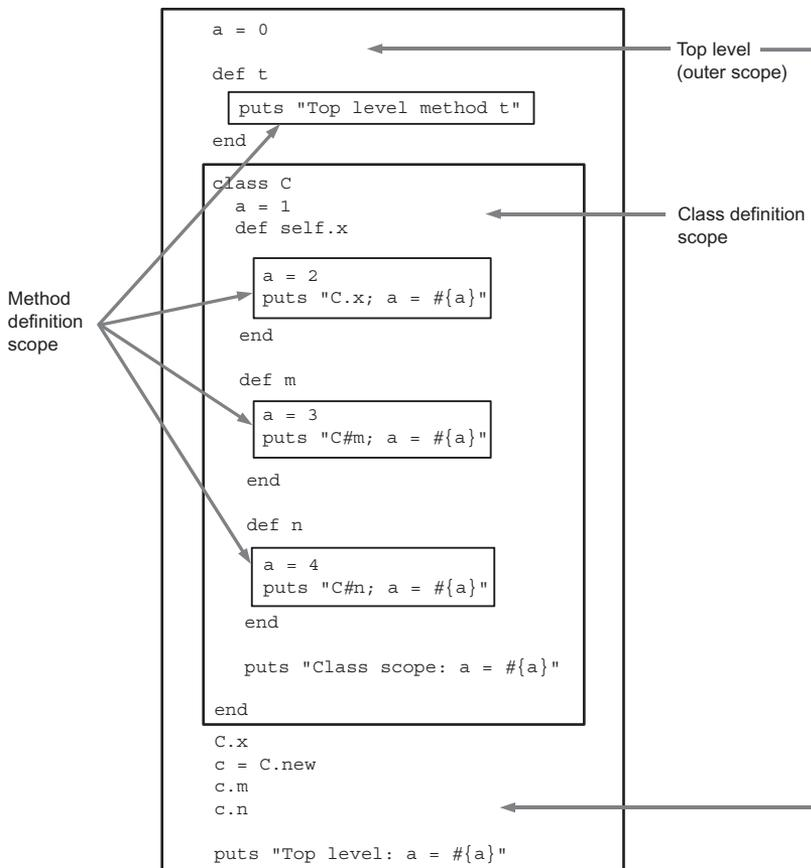 a = 0
Top level
(outer scope)
def t
puts "Top level method t"
end
class C
a = 1
def self.x
Class definition
scope
a = 2
puts "C.x; a = #{a}"
end
Method
definition
scope
def m
a = 3
puts "C#m; a = #{a}"
end
def n
a = 4
puts "C#n; a = #{a}"
end
puts "Class scope: a = #{a}"
end
C.x
c = C.new
c.m
c.n
puts "Top level: a = #{a}"